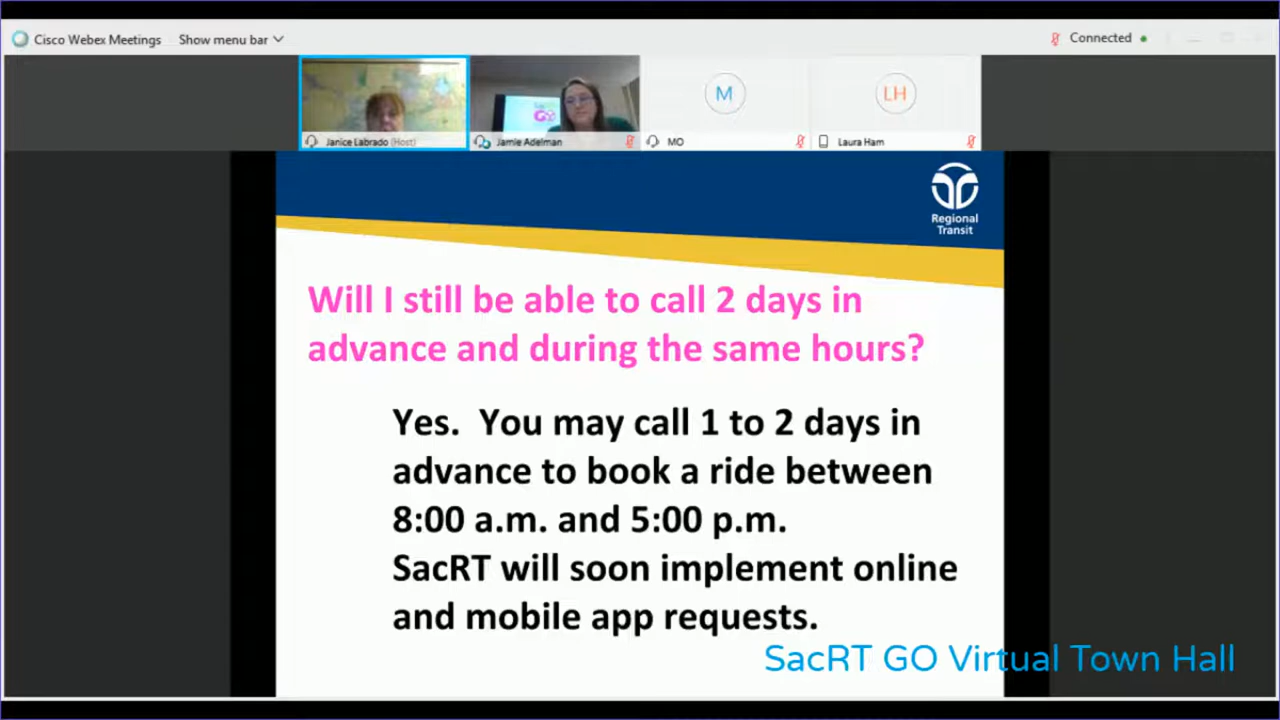 Cisco Webex Meetings Show menu bar Connected
M LH
Janice Labrado (Host) Jamie Adelman MO Laura Ham
Go
Regional
Transit
Will I still be able to call 2 days in
advance and during the same hours?
Yes. You may call 1 to 2 days in
advance to book a ride between
8:00 a.m. and 5:00 p.m.
SacRT will soon implement online
and mobile app requests.
SacRT GO Virtual Town Hall